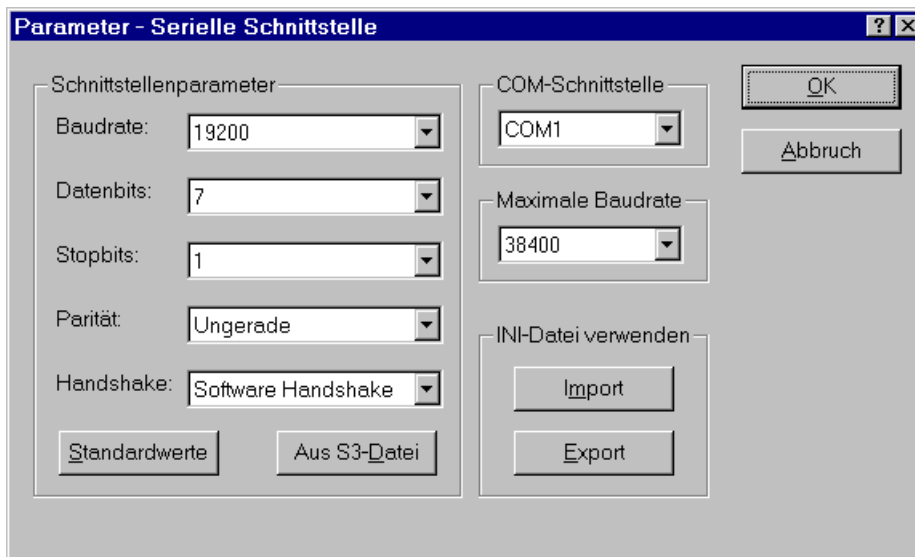 Parameter - Serielle Schnittstelle
Schnittstellenparameter
Baudrate: 19200
Datenbits: 7
Stopbits: 1
Parität: Ungerade
Handshake: Software Handshake
Standardwerte Aus S3-Datei
COM-Schnittstelle
COM1
Maximale Baudrate
38400
INI-Datei verwenden
Import
Export
OK
Abbruch